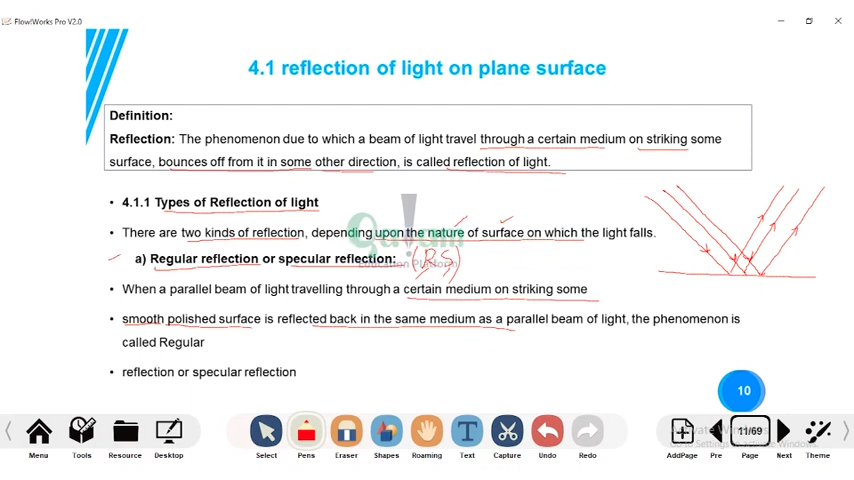 FlowWorks Pro V2.0
4.1 reflection of light on plane surface
Definition:
Reflection: The phenomenon due to which a beam of light travel through a certain medium on striking some
surface, bounces off from it in some other direction, is called reflection of light.
• 4.1.1 Types of Reflection of light
• There are two kinds of reflection, depending upon the nature of surface on which the light falls.
a) Regular reflection or specular reflection: (RS)
• When a parallel beam of light travelling through a certain medium on striking some
• smooth polished surface is reflected back in the same medium as a parallel beam of light, the phenomenon is
called Regular
• reflection or specular reflection
10
Menu Tools Resource Desktop Select Pens Eraser Shapes Roaming Text Capture Undo Redo AddPage Pre 11/69 Page Next Theme